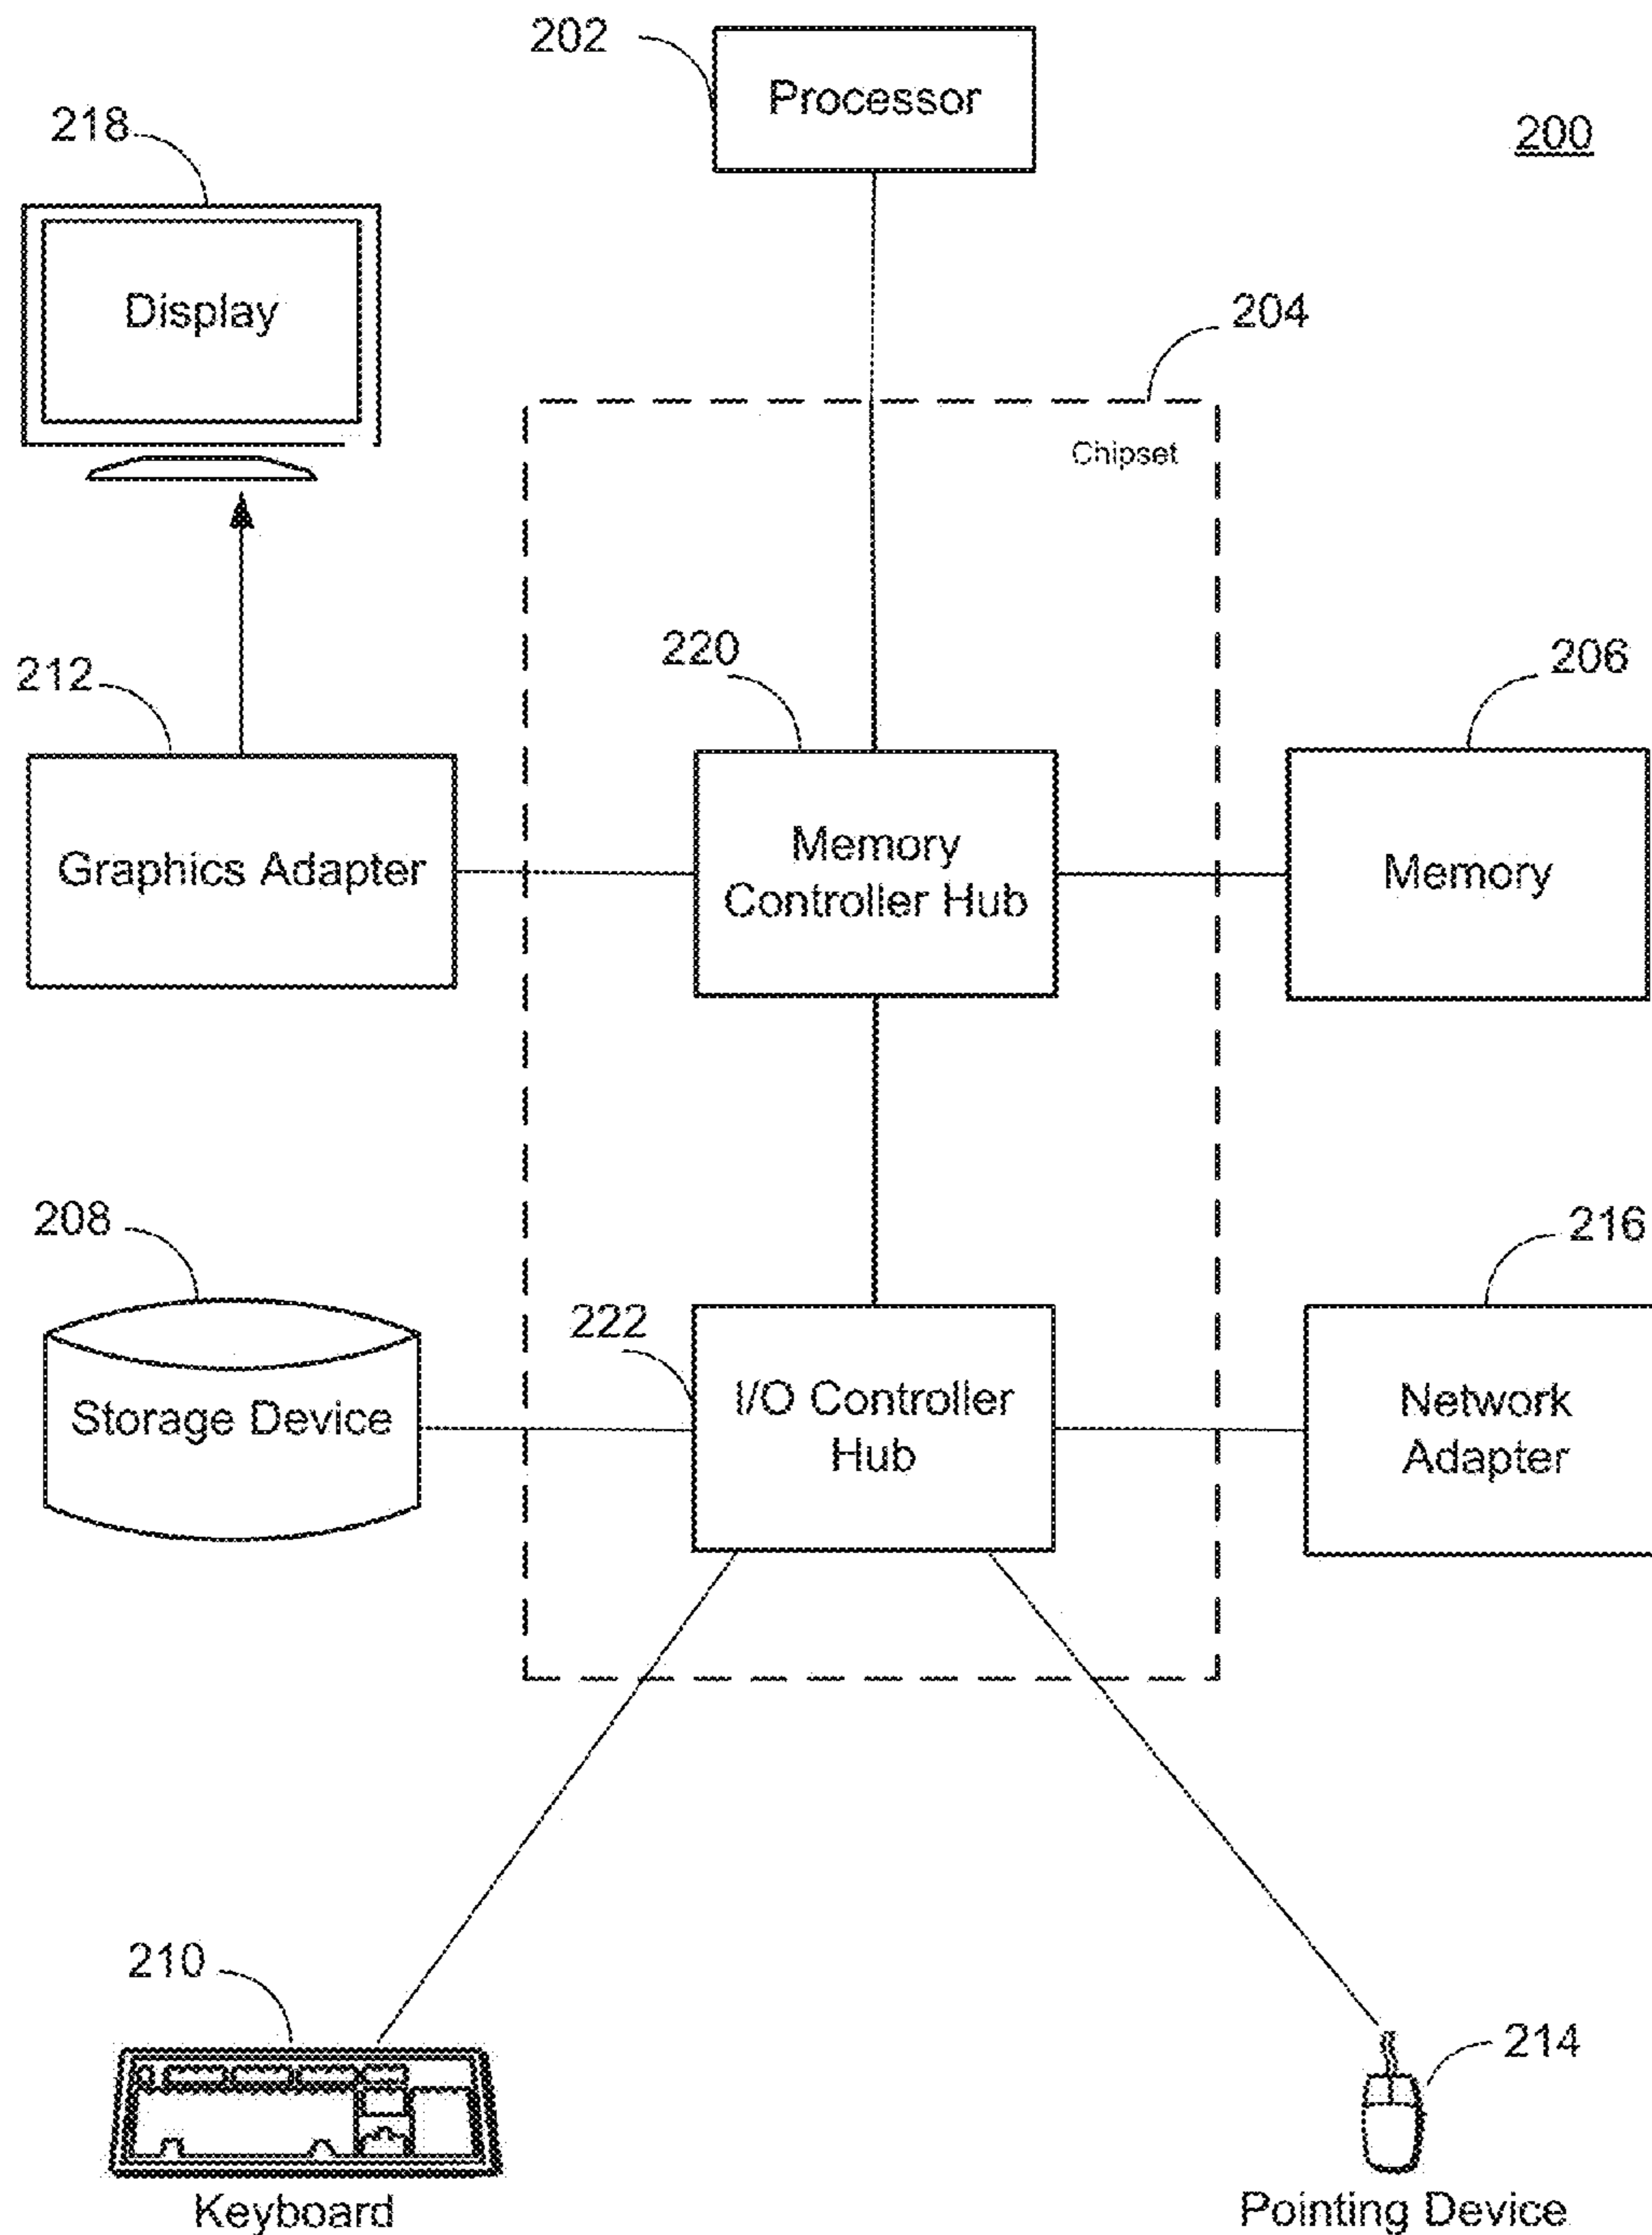 202
Processor
200
218
Display
204
Chipset
212
220
206
Graphics Adapter
Memory
Controller Hub
Memory
208
222
216
Storage Device
I/O Controller
Hub
Network
Adapter
210
214
Keyboard
Pointing Device